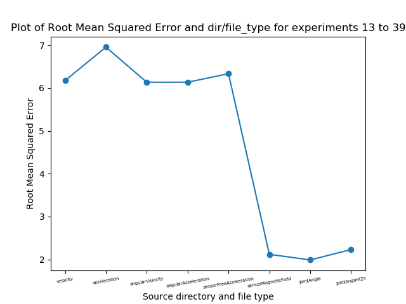 Plot of Root Mean Squared Error and dir/file_type for experiments 13 to 39
7
6
5
4
3
2
Root Mean Squared Error
velocity
acceleration
angularVelocity
angularAcceleration
sensorFreeAcceleration
sensorMagneticField
jointAngle
jointAngleXZY
Source directory and file type